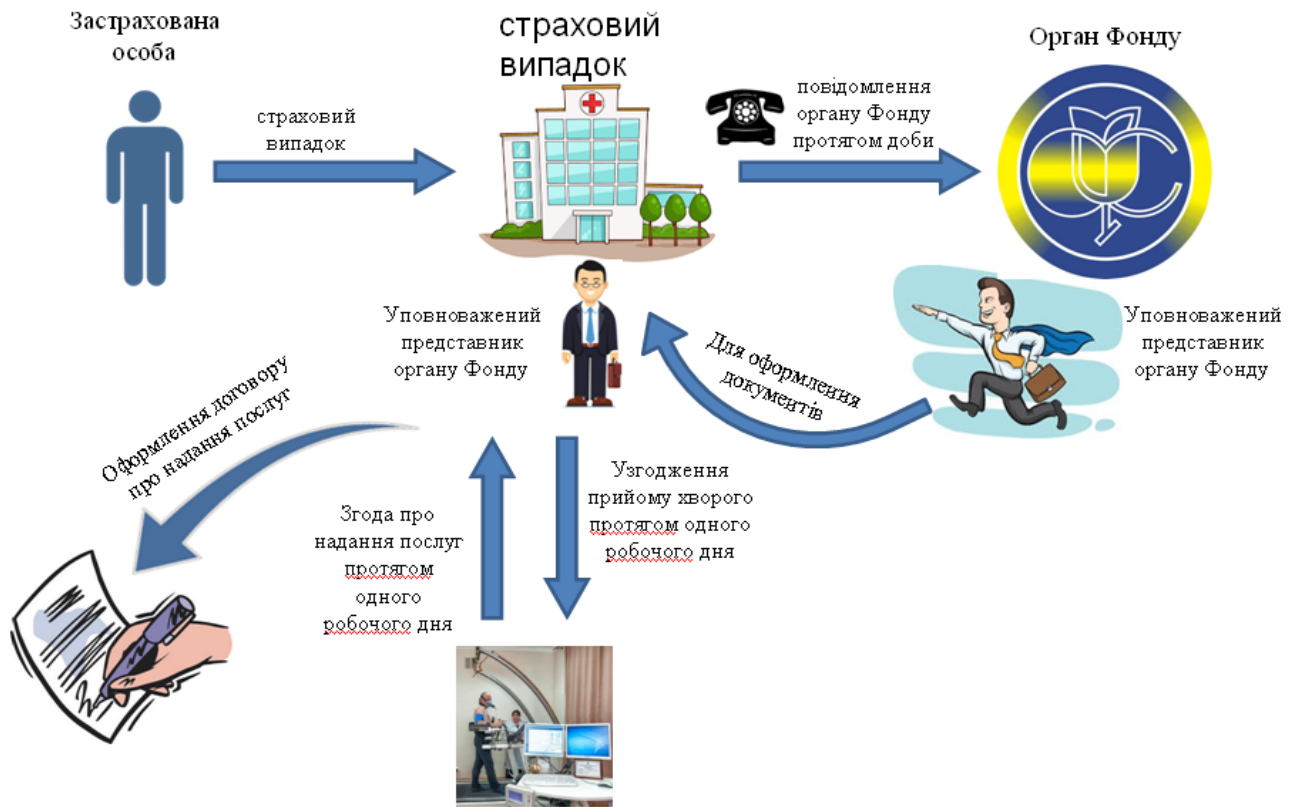 Застрахована
особа
страховий
випадок
Орган Фонду
страховий
випадок
повідомлення
органу Фонду
протягом доби
Уповноважений
представник
органу Фонду
Для оформлення
документів
Уповноважений
представник
органу Фонду
Оформлення договору
про надання послуг
Згода про
надання послуг
протягом
одного
робочого дня
Узгодження
прийому хворого
протягом одного
робочого дня